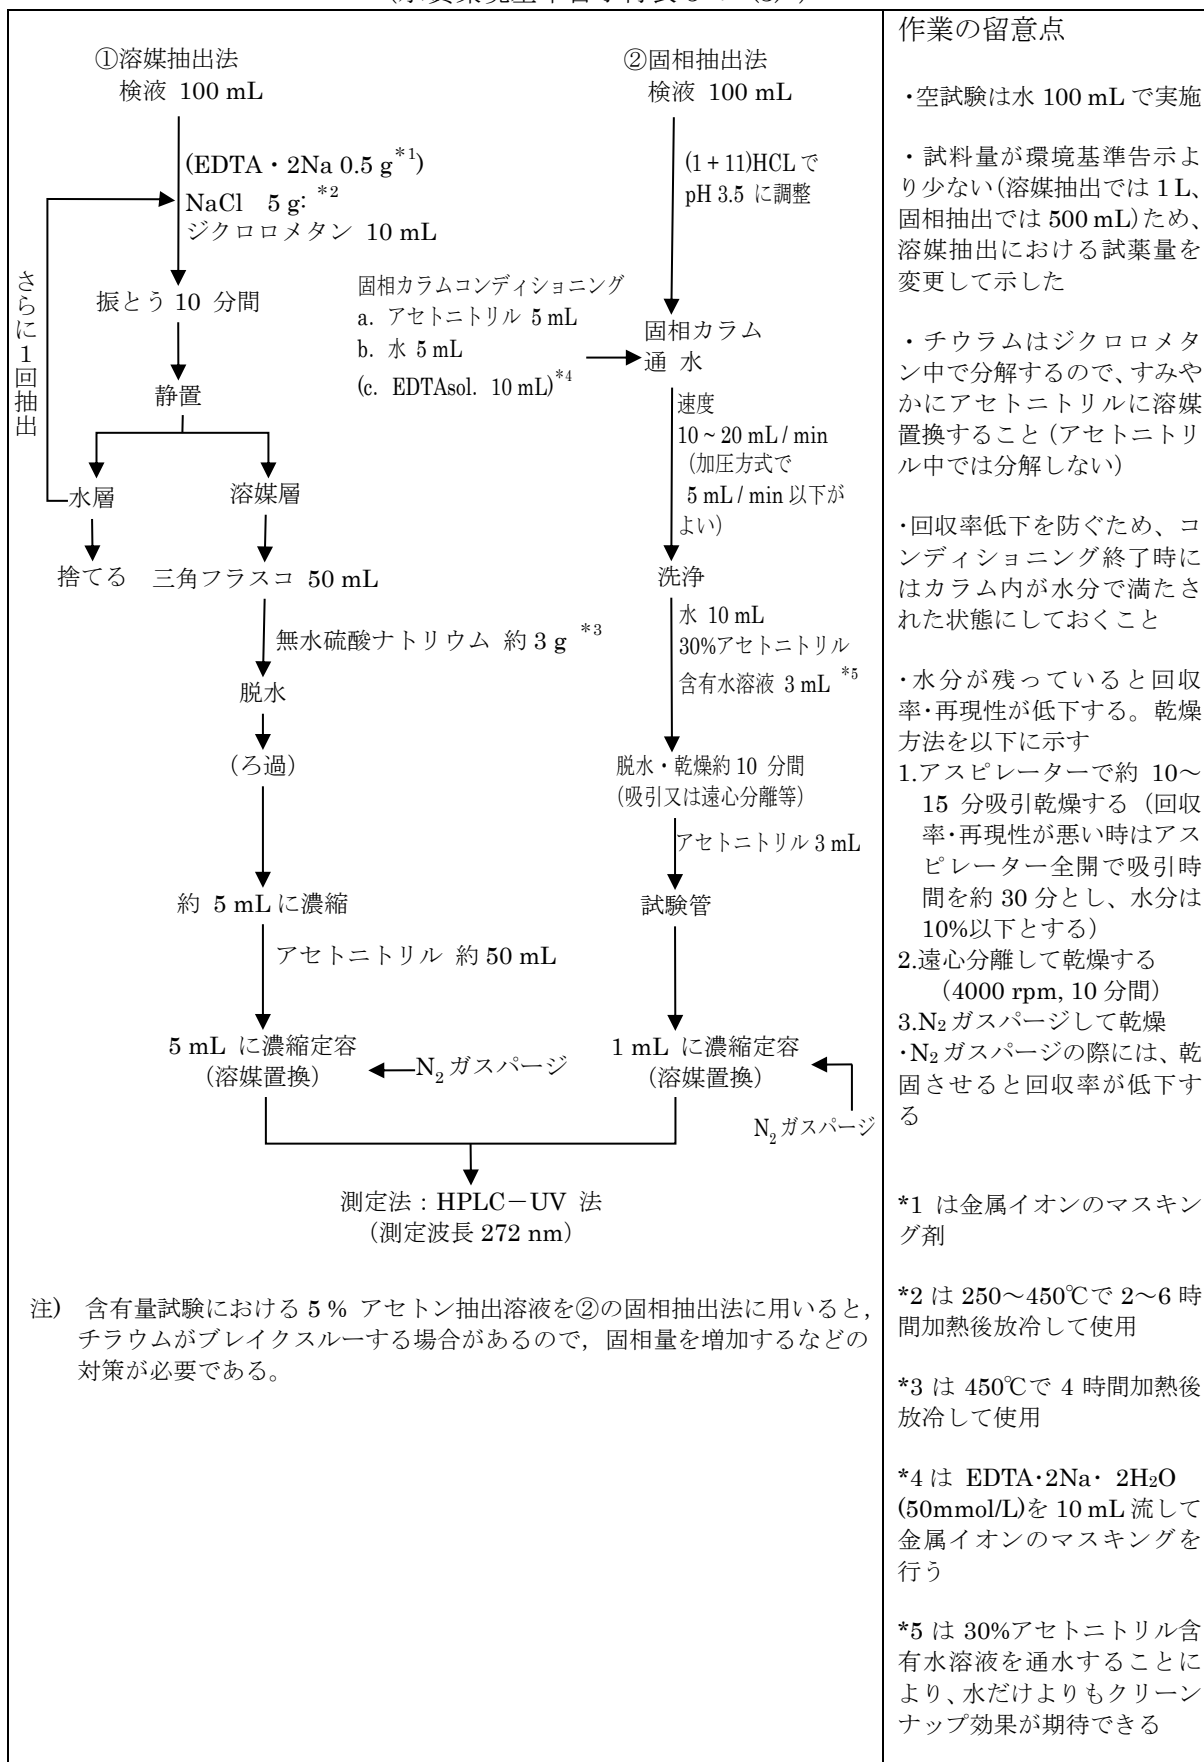 ①溶媒抽出法
検液 100 mL
(EDTA・2Na 0.5 g*1)
NaCl 5 g: *2
ジクロロメタン 10 mL
さらに1回抽出
振とう 10 分間
静置
水層
溶媒層
捨てる
三角フラスコ 50 mL
無水硫酸ナトリウム 約 3 g *3
脱水
(ろ過)
約 5 mL に濃縮
アセトニトリル 約 50 mL
5 mL に濃縮定容
(溶媒置換)
N2 ガスパージ
②固相抽出法
検液 100 mL
(1 + 11)HCL で
pH 3.5 に調整
固相カラムコンディショニング
a. アセトニトリル 5 mL
b. 水 5 mL
(c. EDTAsol. 10 mL)*4
固相カラム
通 水
速度
10 ~ 20 mL / min
(加圧方式で
5 mL / min 以下が
よい)
洗浄
水 10 mL
30%アセトニトリル
含有水溶液 3 mL *5
脱水・乾燥約 10 分間
(吸引又は遠心分離等)
アセトニトリル 3 mL
試験管
1 mL に濃縮定容
(溶媒置換)
N2 ガスパージ
測定法：HPLC－UV 法
(測定波長 272 nm)
注) 含有量試験における 5 % アセトン抽出溶液を②の固相抽出法に用いると，
チラウムがブレイクスルーする場合があるので，固相量を増加するなどの
対策が必要である。
作業の留意点
・空試験は水 100 mL で実施
・試料量が環境基準告示よ
り少ない(溶媒抽出では 1 L、
固相抽出では 500 mL)ため、
溶媒抽出における試薬量を
変更して示した
・チウラムはジクロロメタ
ン中で分解するので、すみや
かにアセトニトリルに溶媒
置換すること (アセトニトリ
ル中では分解しない)
・回収率低下を防ぐため、コ
ンディショニング終了時に
はカラム内が水分で満たさ
れた状態にしておくこと
・水分が残っていると回収
率・再現性が低下する。乾燥
方法を以下に示す
1.アスピレーターで約 10～
15 分吸引乾燥する（回収
率・再現性が悪い時はアス
ピレーター全開で吸引時
間を約 30 分とし、水分は
10%以下とする）
2.遠心分離して乾燥する
（4000 rpm, 10 分間）
3.N2 ガスパージして乾燥
・N2 ガスパージの際には、乾
固させると回収率が低下す
る
*1 は金属イオンのマスキン
グ剤
*2 は 250～450℃で 2～6 時
間加熱後放冷して使用
*3 は 450℃で 4 時間加熱後
放冷して使用
*4 は EDTA・2Na・ 2H2O
(50mmol/L)を 10 mL 流して
金属イオンのマスキングを
行う
*5 は 30%アセトニトリル含
有水溶液を通水することに
より、水だけよりもクリーン
ナップ効果が期待できる